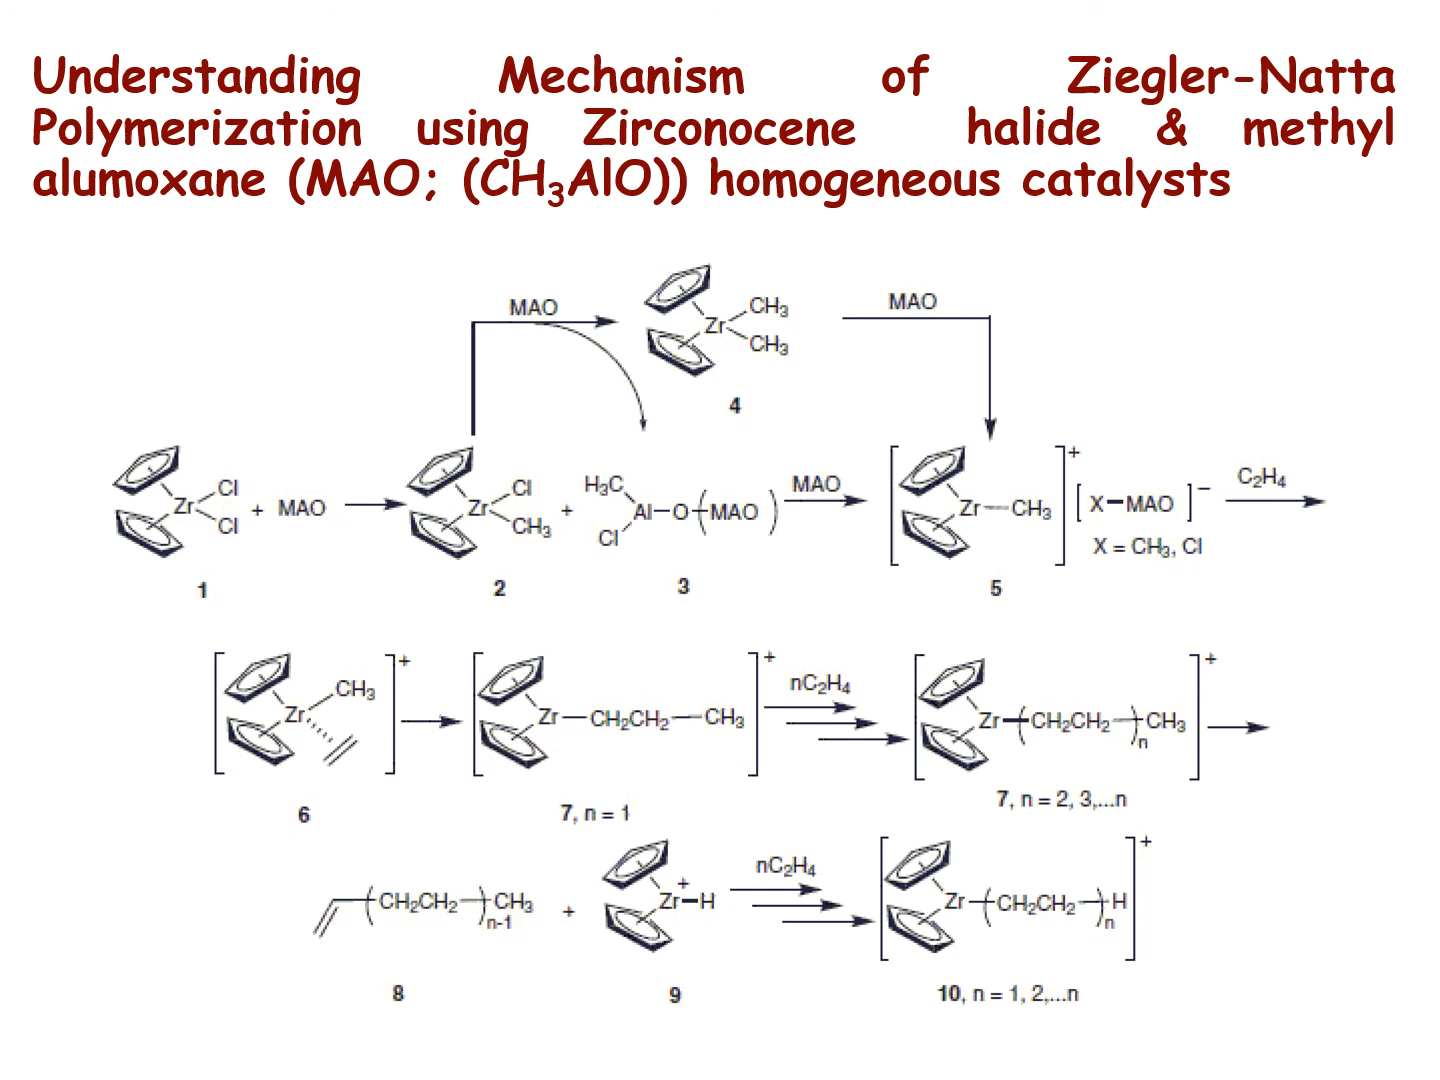 Understanding Mechanism of Ziegler-Natta
Polymerization using Zirconocene halide & methyl
alumoxane (MAO; (CH₃AlO)) homogeneous catalysts
MAO
Zr
CH₃
CH₃
4
MAO
Zr
Cl
Cl
+ MAO
1
Zr
Cl
CH₃
2
+
H₃C
Al–O–(MAO)
Cl
3
MAO
[Zr–CH₃]⁺
5
[X–MAO]⁻
X = CH₃, Cl
C₂H₄
[Zr CH₃]⁺
6
[Zr–CH₂CH₂–CH₃]⁺
7, n = 1
nC₂H₄
[Zr–(CH₂CH₂)n CH₃]⁺
7, n = 2, 3,...n
(CH₂CH₂)n-1 CH₃
8
+
Zr–H
+
9
nC₂H₄
[Zr–(CH₂CH₂)n H]⁺
10, n = 1, 2,...n